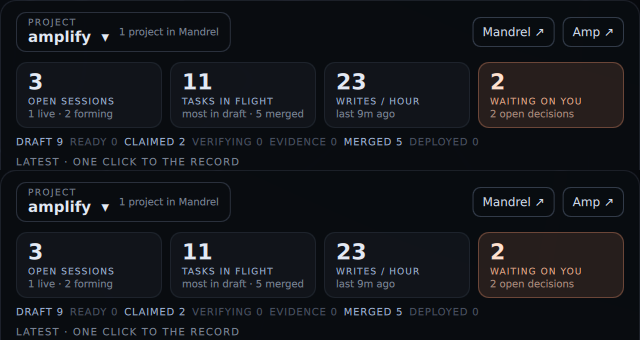 PROJECT
amplify ▼ 1 project in Mandrel
Mandrel ↗ Amp ↗
3 11 23 2
OPEN SESSIONS TASKS IN FLIGHT WRITES / HOUR WAITING ON YOU
1 live · 2 forming most in draft · 5 merged last 9m ago 2 open decisions
DRAFT 9 READY 0 CLAIMED 2 VERIFYING 0 EVIDENCE 0 MERGED 5 DEPLOYED 0
LATEST · ONE CLICK TO THE RECORD
PROJECT
amplify ▼ 1 project in Mandrel
Mandrel ↗ Amp ↗
3 11 23 2
OPEN SESSIONS TASKS IN FLIGHT WRITES / HOUR WAITING ON YOU
1 live · 2 forming most in draft · 5 merged last 9m ago 2 open decisions
DRAFT 9 READY 0 CLAIMED 2 VERIFYING 0 EVIDENCE 0 MERGED 5 DEPLOYED 0
LATEST · ONE CLICK TO THE RECORD